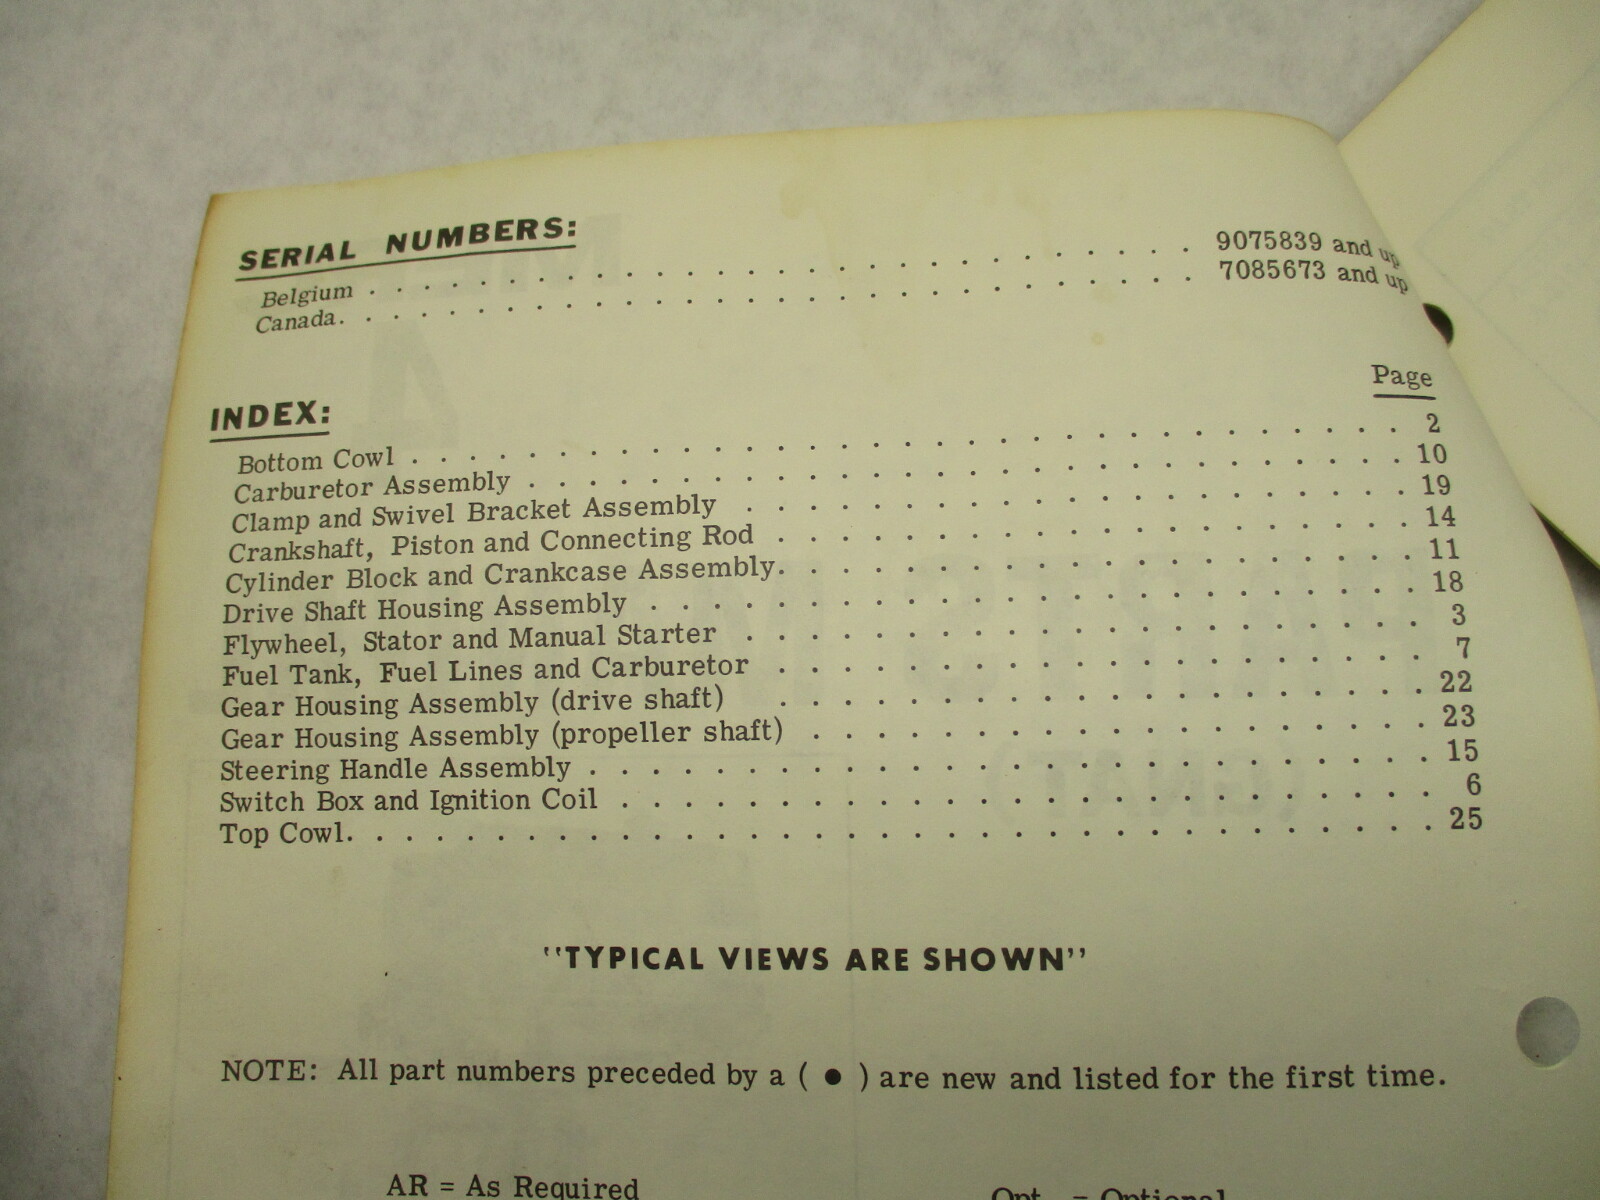 SERIAL NUMBERS:
Belgium . . . . . . . . . . . . . . . . . . . . . . . . . . . . . . 9075839 and up
Canada. . . . . . . . . . . . . . . . . . . . . . . . . . . . . . . 7085673 and up
Page
INDEX:
Bottom Cowl . . . . . . . . . . . . . . . . . . . . . . . . . . . . . . . . . . 2
Carburetor Assembly . . . . . . . . . . . . . . . . . . . . . . . . . . . . . 10
Clamp and Swivel Bracket Assembly . . . . . . . . . . . . . . . . . . . . . 19
Crankshaft, Piston and Connecting Rod . . . . . . . . . . . . . . . . . . . . 14
Cylinder Block and Crankcase Assembly. . . . . . . . . . . . . . . . . . . . 11
Drive Shaft Housing Assembly . . . . . . . . . . . . . . . . . . . . . . . . 18
Flywheel, Stator and Manual Starter . . . . . . . . . . . . . . . . . . . . . 3
Fuel Tank, Fuel Lines and Carburetor . . . . . . . . . . . . . . . . . . . . 7
Gear Housing Assembly (drive shaft) . . . . . . . . . . . . . . . . . . . . . 22
Gear Housing Assembly (propeller shaft) . . . . . . . . . . . . . . . . . . . 23
Steering Handle Assembly . . . . . . . . . . . . . . . . . . . . . . . . . . 15
Switch Box and Ignition Coil . . . . . . . . . . . . . . . . . . . . . . . . . 6
Top Cowl. . . . . . . . . . . . . . . . . . . . . . . . . . . . . . . . . . . 25
"TYPICAL VIEWS ARE SHOWN"
NOTE: All part numbers preceded by a ( ● ) are new and listed for the first time.
AR = As Required Opt. = Optional